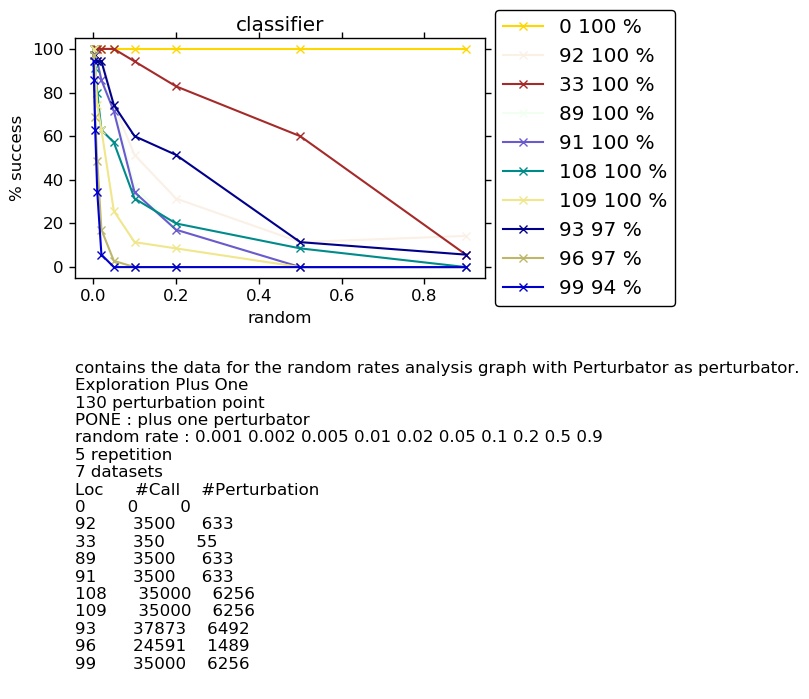 classifier
% success
100
80
60
40
20
0
0.0 0.2 0.4 0.6 0.8
random
0 100 %
92 100 %
33 100 %
89 100 %
91 100 %
108 100 %
109 100 %
93 97 %
96 97 %
99 94 %
contains the data for the random rates analysis graph with Perturbator as perturbator.
Exploration Plus One
130 perturbation point
PONE : plus one perturbator
random rate : 0.001 0.002 0.005 0.01 0.02 0.05 0.1 0.2 0.5 0.9
5 repetition
7 datasets
Loc #Call #Perturbation
0 0 0
92 3500 633
33 350 55
89 3500 633
91 3500 633
108 35000 6256
109 35000 6256
93 37873 6492
96 24591 1489
99 35000 6256